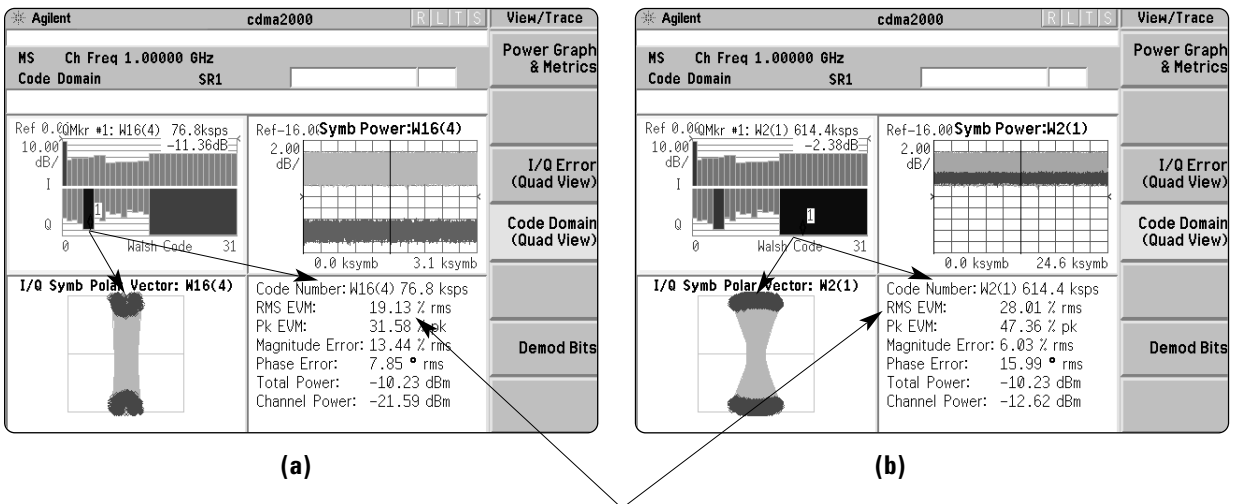 Agilent cdma2000 R L T S View/Trace
MS Ch Freq 1.00000 GHz
Code Domain SR1
Power Graph
& Metrics
I/Q Error
(Quad View)
Code Domain
(Quad View)
Demod Bits
Mkr #1: W16(4) 76.8ksps
-11.36dB
10.00
dB/
I
Q
1
0 Walsh Code 31
Ref-16.00 Symb Power:W16(4)
2.00
dB/
0.0 ksymb 3.1 ksymb
I/Q Symb Polar Vector: W16(4)
Code Number: W16(4) 76.8 ksps
RMS EVM: 19.13 % rms
Pk EVM: 31.58 % pk
Magnitude Error: 13.44 % rms
Phase Error: 7.85 ° rms
Total Power: -10.23 dBm
Channel Power: -21.59 dBm
(a)
Agilent cdma2000 R L T S View/Trace
MS Ch Freq 1.00000 GHz
Code Domain SR1
Power Graph
& Metrics
I/Q Error
(Quad View)
Code Domain
(Quad View)
Demod Bits
Mkr #1: W2(1) 614.4ksps
-2.38dB
10.00
dB/
I
Q
1
0 Walsh Code 31
Ref-16.00 Symb Power:W2(1)
2.00
dB/
0.0 ksymb 24.6 ksymb
I/Q Symb Polar Vector: W2(1)
Code Number: W2(1) 614.4 ksps
RMS EVM: 28.01 % rms
Pk EVM: 47.36 % pk
Magnitude Error: 6.03 % rms
Phase Error: 15.99 ° rms
Total Power: -10.23 dBm
Channel Power: -12.62 dBm
(b)